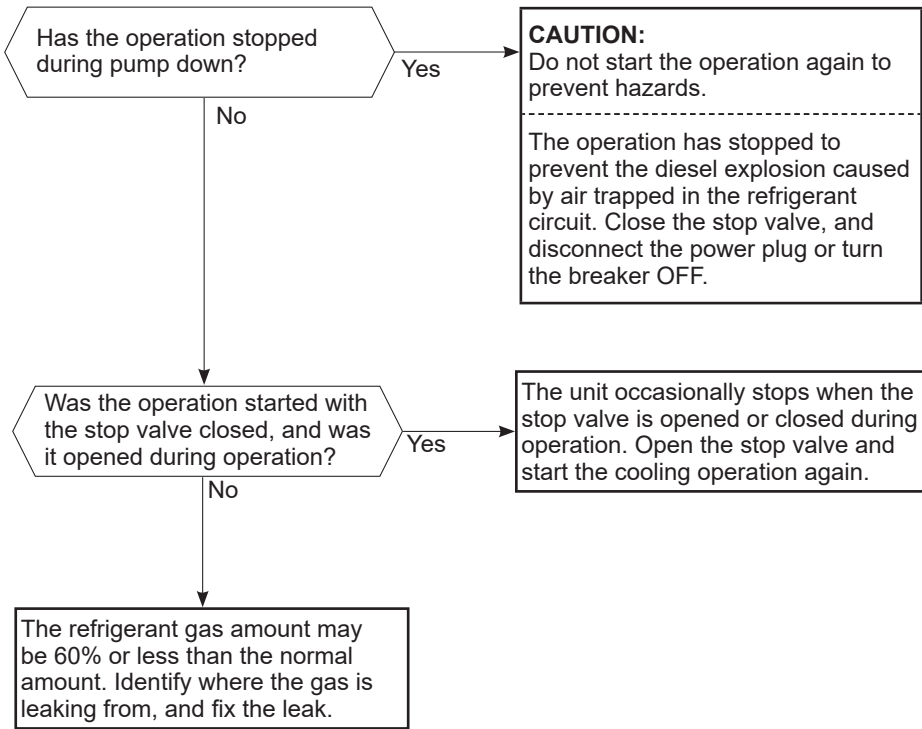 Has the operation stopped
during pump down?
Yes
No
CAUTION:
Do not start the operation again to
prevent hazards.
The operation has stopped to
prevent the diesel explosion caused
by air trapped in the refrigerant
circuit. Close the stop valve, and
disconnect the power plug or turn
the breaker OFF.
Was the operation started with
the stop valve closed, and was
it opened during operation?
Yes
No
The unit occasionally stops when the
stop valve is opened or closed during
operation. Open the stop valve and
start the cooling operation again.
The refrigerant gas amount may
be 60% or less than the normal
amount. Identify where the gas is
leaking from, and fix the leak.